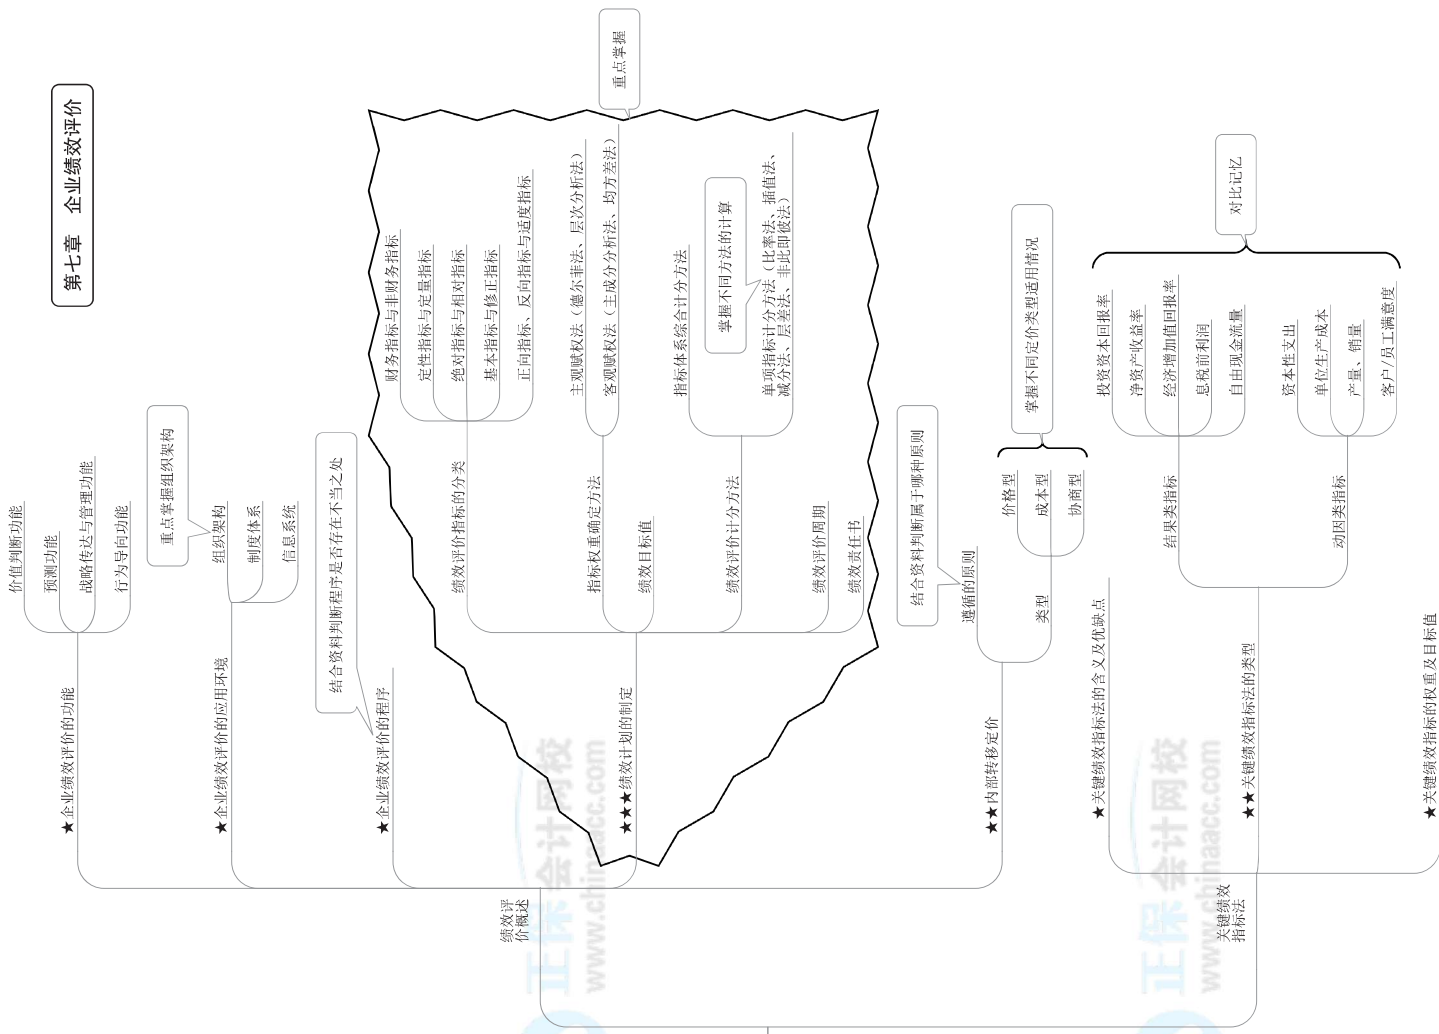 第七章 企业绩效评价
绩效评
价概述
★企业绩效评价的功能
价值判断功能
预测功能
战略传达与管理功能
行为导向功能
★企业绩效评价的应用环境
组织架构
重点掌握组织架构
制度体系
信息系统
★企业绩效评价的程序
结合资料判断程序是否存在不当之处
★★★绩效计划的制定
重点掌握
绩效评价指标的分类
财务指标与非财务指标
定性指标与定量指标
绝对指标与相对指标
基本指标与修正指标
正向指标、反向指标与适度指标
指标权重确定方法
主观赋权法（德尔菲法、层次分析法）
客观赋权法（主成分分析法、均方差法）
绩效目标值
绩效评价计分方法
指标体系综合计分方法
掌握不同方法的计算
单项指标计分方法（比率法、插值法、
减分法、层差法、非此即彼法）
绩效评价周期
绩效责任书
★★内部转移定价
结合资料判断属于哪种原则
遵循的原则
类型
价格型
成本型
协商型
掌握不同定价类型适用情况
关键绩效
指标法
★关键绩效指标法的含义及优缺点
★★关键绩效指标法的类型
结果类指标
投资资本回报率
净资产收益率
经济增加值回报率
息税前利润
自由现金流量
动因类指标
资本性支出
单位生产成本
产量、销量
客户/员工满意度
对比记忆
★关键绩效指标的权重及目标值
正保会计网校
www.chinaacc.com
正保会计网校
www.chinaacc.com